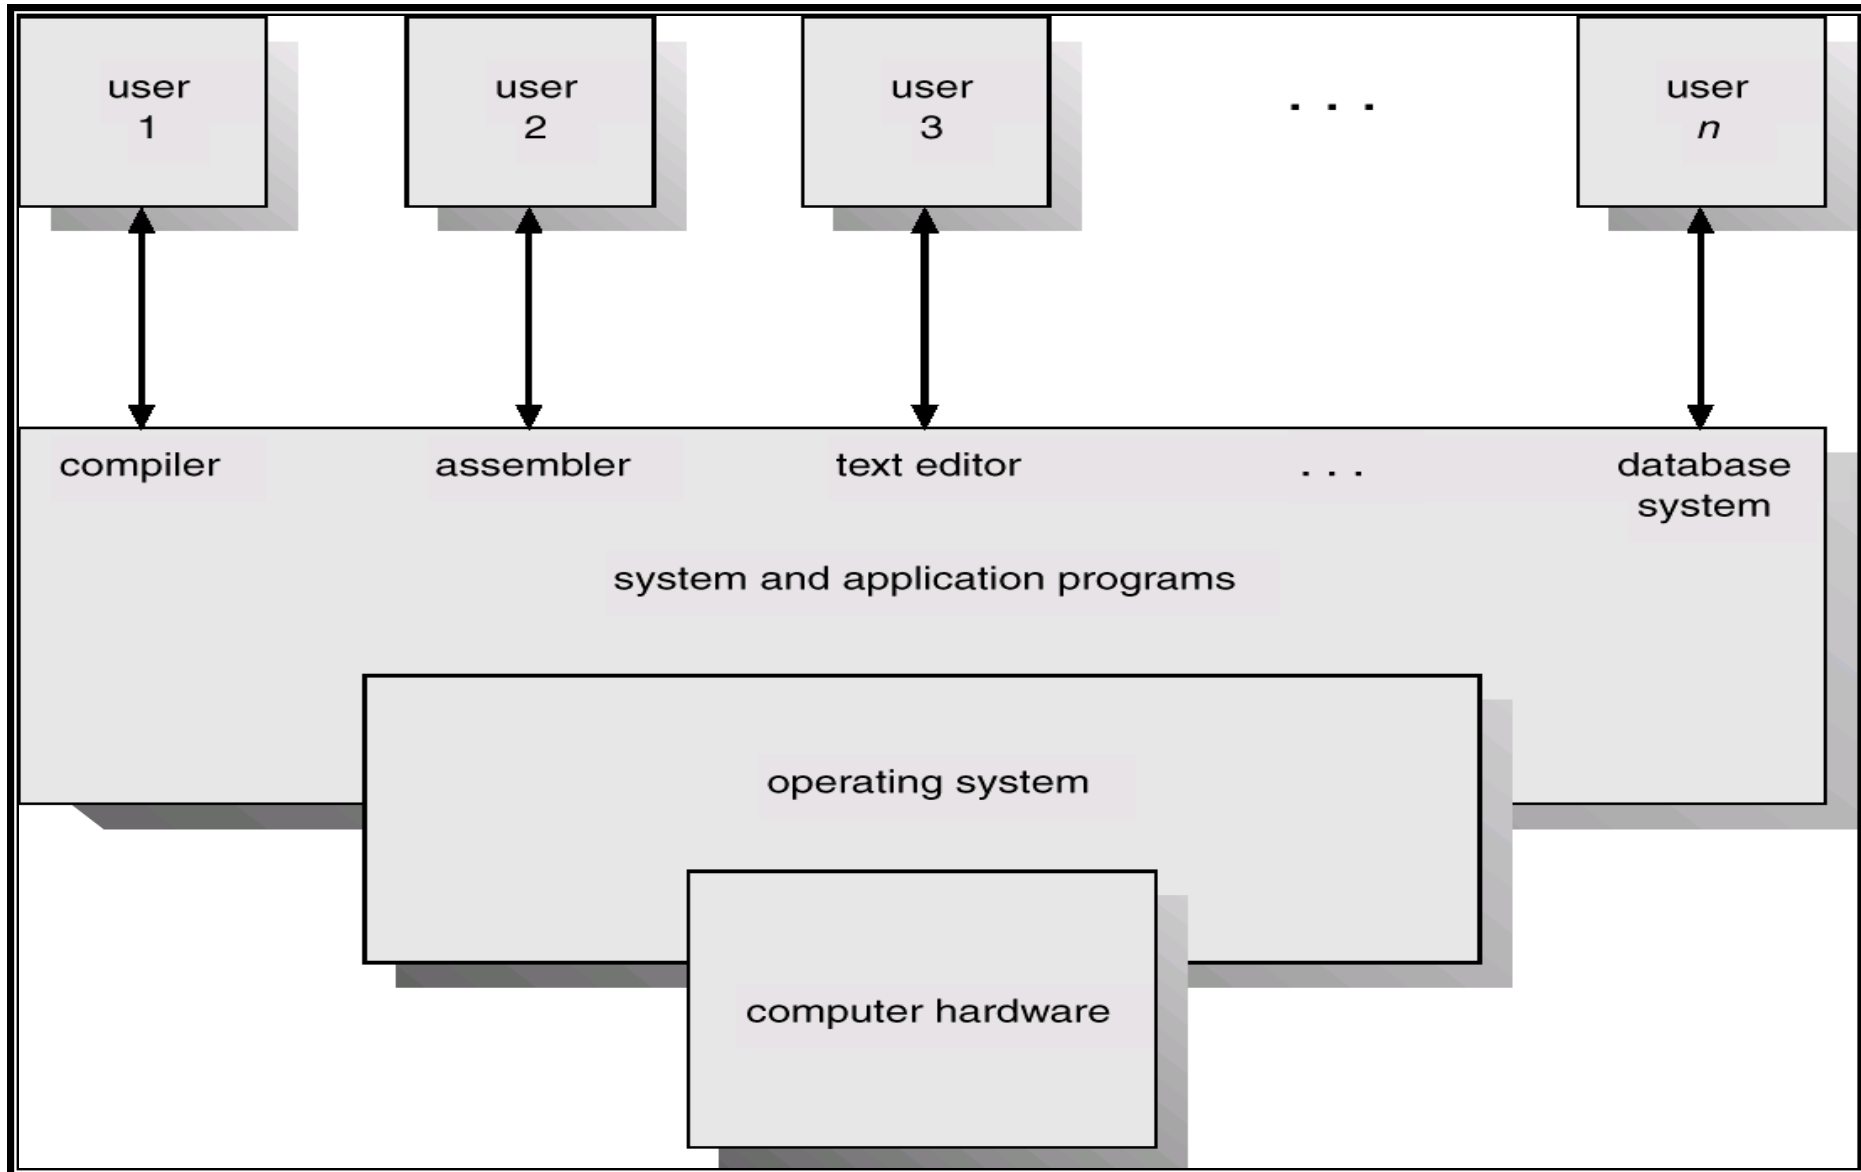 user
1
user
2
user
3
. . .
user
n
compiler
assembler
text editor
. . .
database
system
system and application programs
operating system
computer hardware